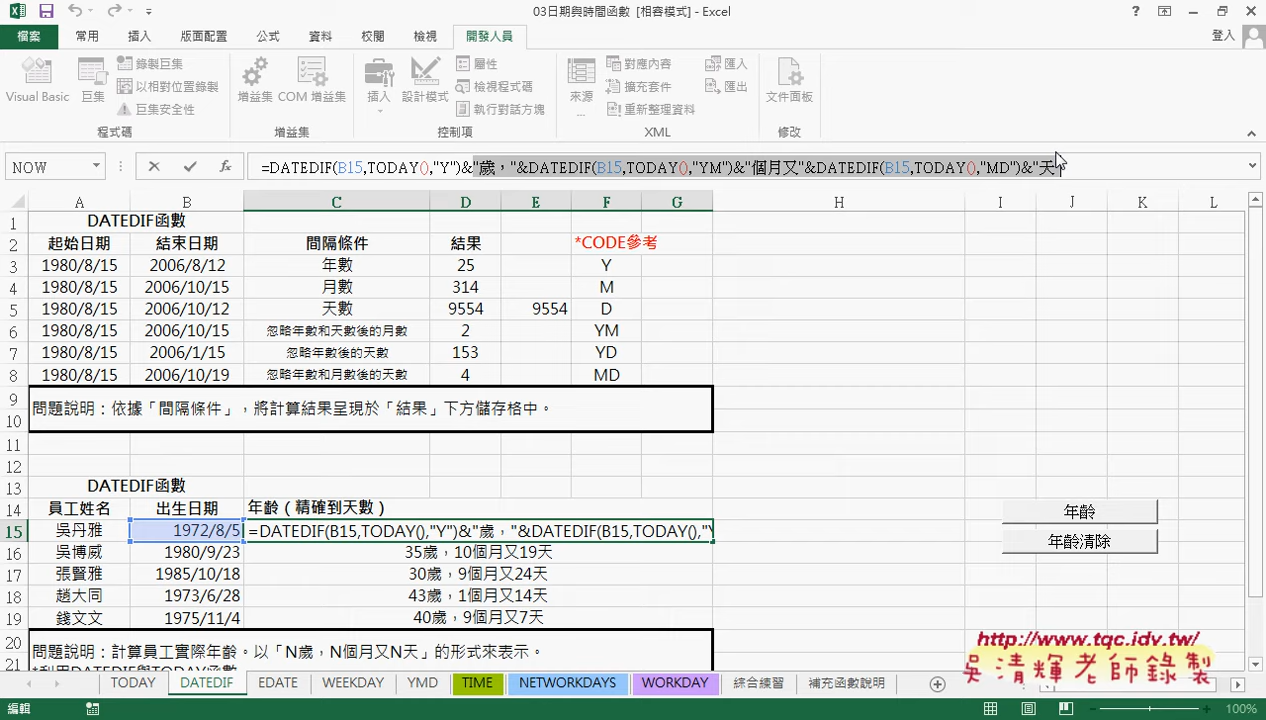 03日期與時間函數 [相容模式] - Excel
檔案 常用 插入 版面配置 公式 資料 校閱 檢視 開發人員 登入
Visual Basic 巨集 錄製巨集 以相對位置錄製 巨集安全性 程式碼
增益集 COM 增益集 增益集
插入 設計模式 屬性 檢視程式碼 執行對話方塊 控制項
來源 ... 對應內容 擴充套件 重新整理資料 匯入 匯出 XML
文件面板 修改
NOW =DATEDIF(B15,TODAY(),"Y")&"歲，"&DATEDIF(B15,TODAY(),"YM")&"個月又"&DATEDIF(B15,TODAY(),"MD")&"天"
A B C D E F G H I J K L
1 DATEDIF函數
2 起始日期 結束日期 間隔條件 結果 *CODE參考
3 1980/8/15 2006/8/12 年數 25 Y
4 1980/8/15 2006/10/15 月數 314 M
5 1980/8/15 2006/10/12 天數 9554 9554 D
6 1980/8/15 2006/10/15 忽略年數和天數後的月數 2 YM
7 1980/8/15 2006/1/15 忽略年數後的天數 153 YD
8 1980/8/15 2006/10/19 忽略年數和月數後的天數 4 MD
9
問題說明：依據「間隔條件」，將計算結果呈現於「結果」下方儲存格中。
10
11
12
13 DATEDIF函數
14 員工姓名 出生日期 年齡（精確到天數） 年齡
15 吳丹雅 1972/8/5 =DATEDIF(B15,TODAY(),"Y")&"歲，"&DATEDIF(B15,TODAY(),"Y
年齡清除
16 吳博威 1980/9/23 35歲，10個月又19天
17 張賢雅 1985/10/18 30歲，9個月又24天
18 趙大同 1973/6/28 43歲，1個月又14天
19 錢文文 1975/11/4 40歲，9個月又7天
20 問題說明：計算員工實際年齡。以「N歲，N個月又N天」的形式來表示。
21 *利用DATEDIF與TODAY函數
http://www.tqc.idv.tw/
吳清輝老師錄製
TODAY DATEDIF EPATE WEEKDAY YMD TIME NETWORKDAYS WORKDAY 綜合練習 補充函數說明
編輯 100%